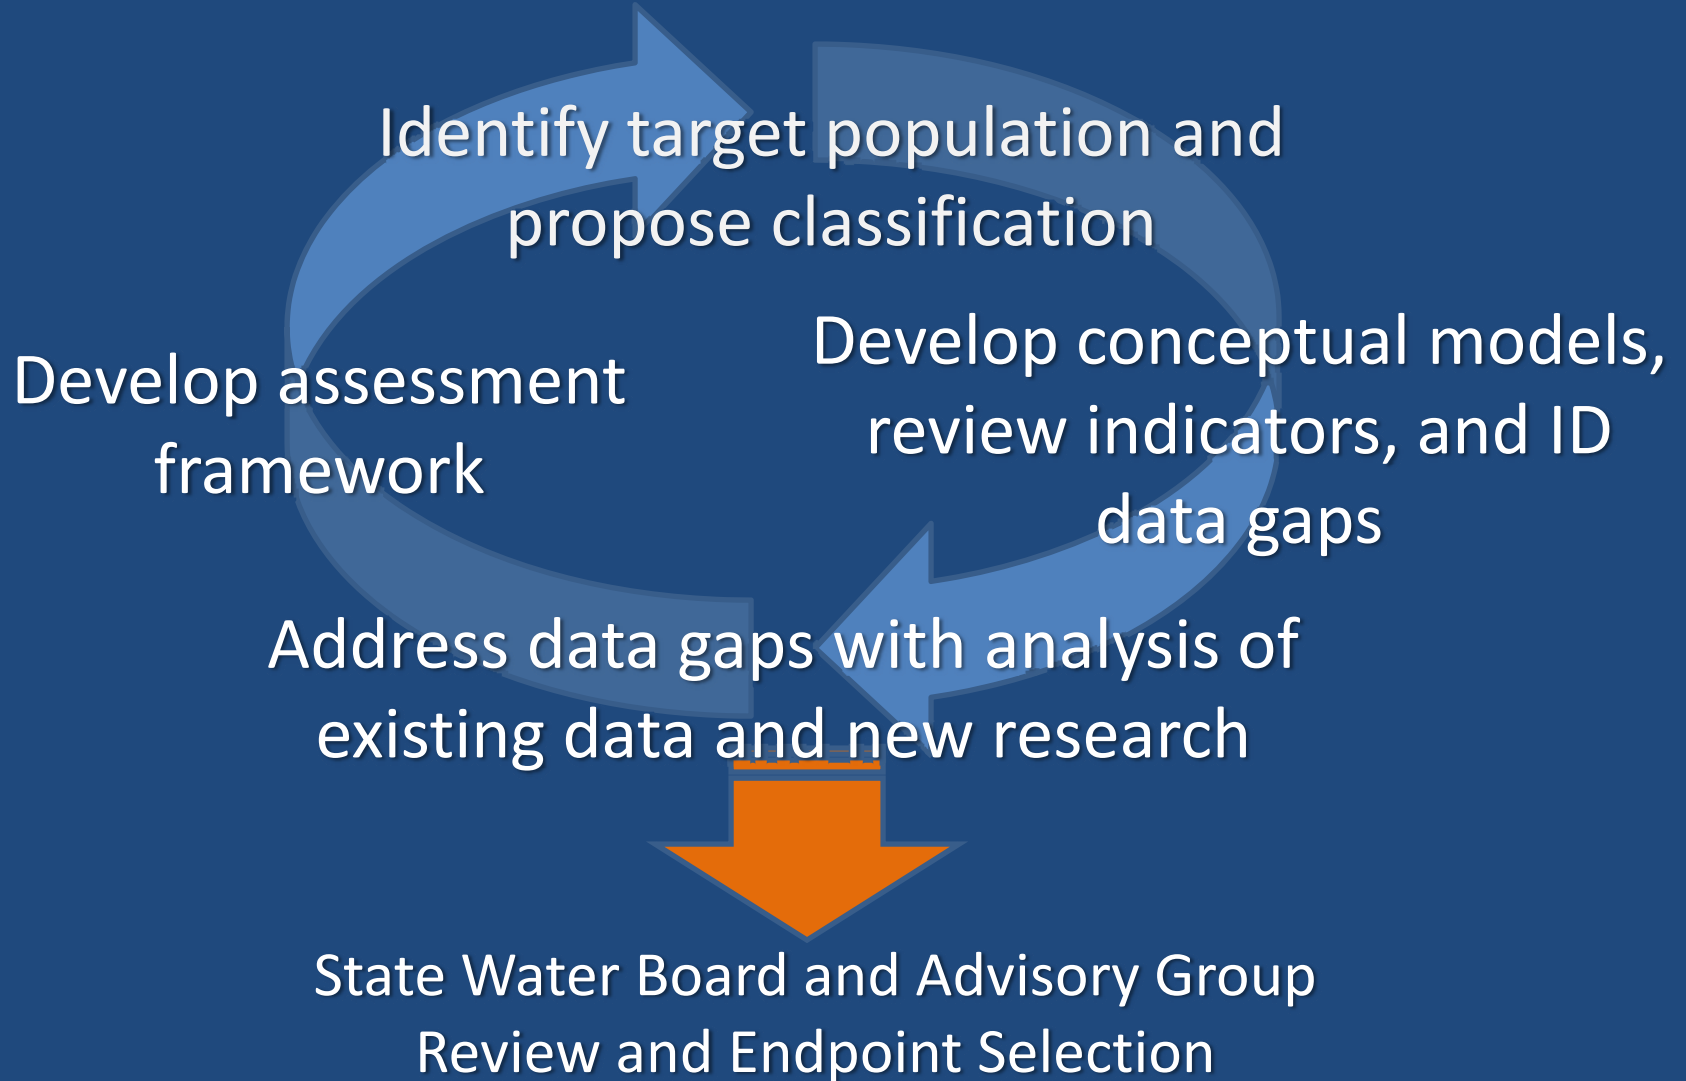 Identify target population and
propose classification
Develop conceptual models,
review indicators, and ID
data gaps
Develop assessment
framework
Address data gaps with analysis of
existing data and new research
State Water Board and Advisory Group
Review and Endpoint Selection